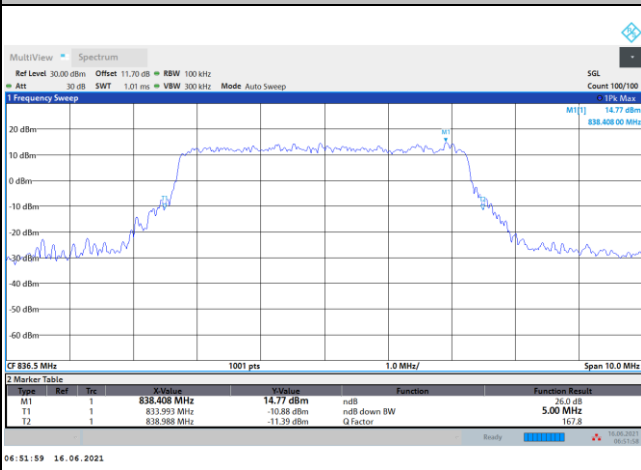 MultiView Spectrum
Ref Level 30.00 dBm Offset 11.70 dB RBW 100 kHz SGL
Att 30 dB SWT 1.01 ms VBW 300 kHz Mode Auto Sweep Count 100/100
1 Frequency Sweep 1Pk Max
M1[1] 14.77 dBm
838.408 00 MHz
M1
20 dBm
10 dBm
0 dBm
T1 T2
-10 dBm
-20 dBm
-30 dBm
-40 dBm
-50 dBm
-60 dBm
CF 836.5 MHz 1001 pts 1.0 MHz/ Span 10.0 MHz
2 Marker Table
Type Ref Trc X-Value Y-Value Function Function Result
M1 1 838.408 MHz 14.77 dBm ndB 26.0 dB
T1 1 833.993 MHz -10.88 dBm ndB down BW 5.00 MHz
T2 1 838.988 MHz -11.39 dBm Q Factor 167.8
Ready 16.06.2021
06:51:58
06:51:59 16.06.2021